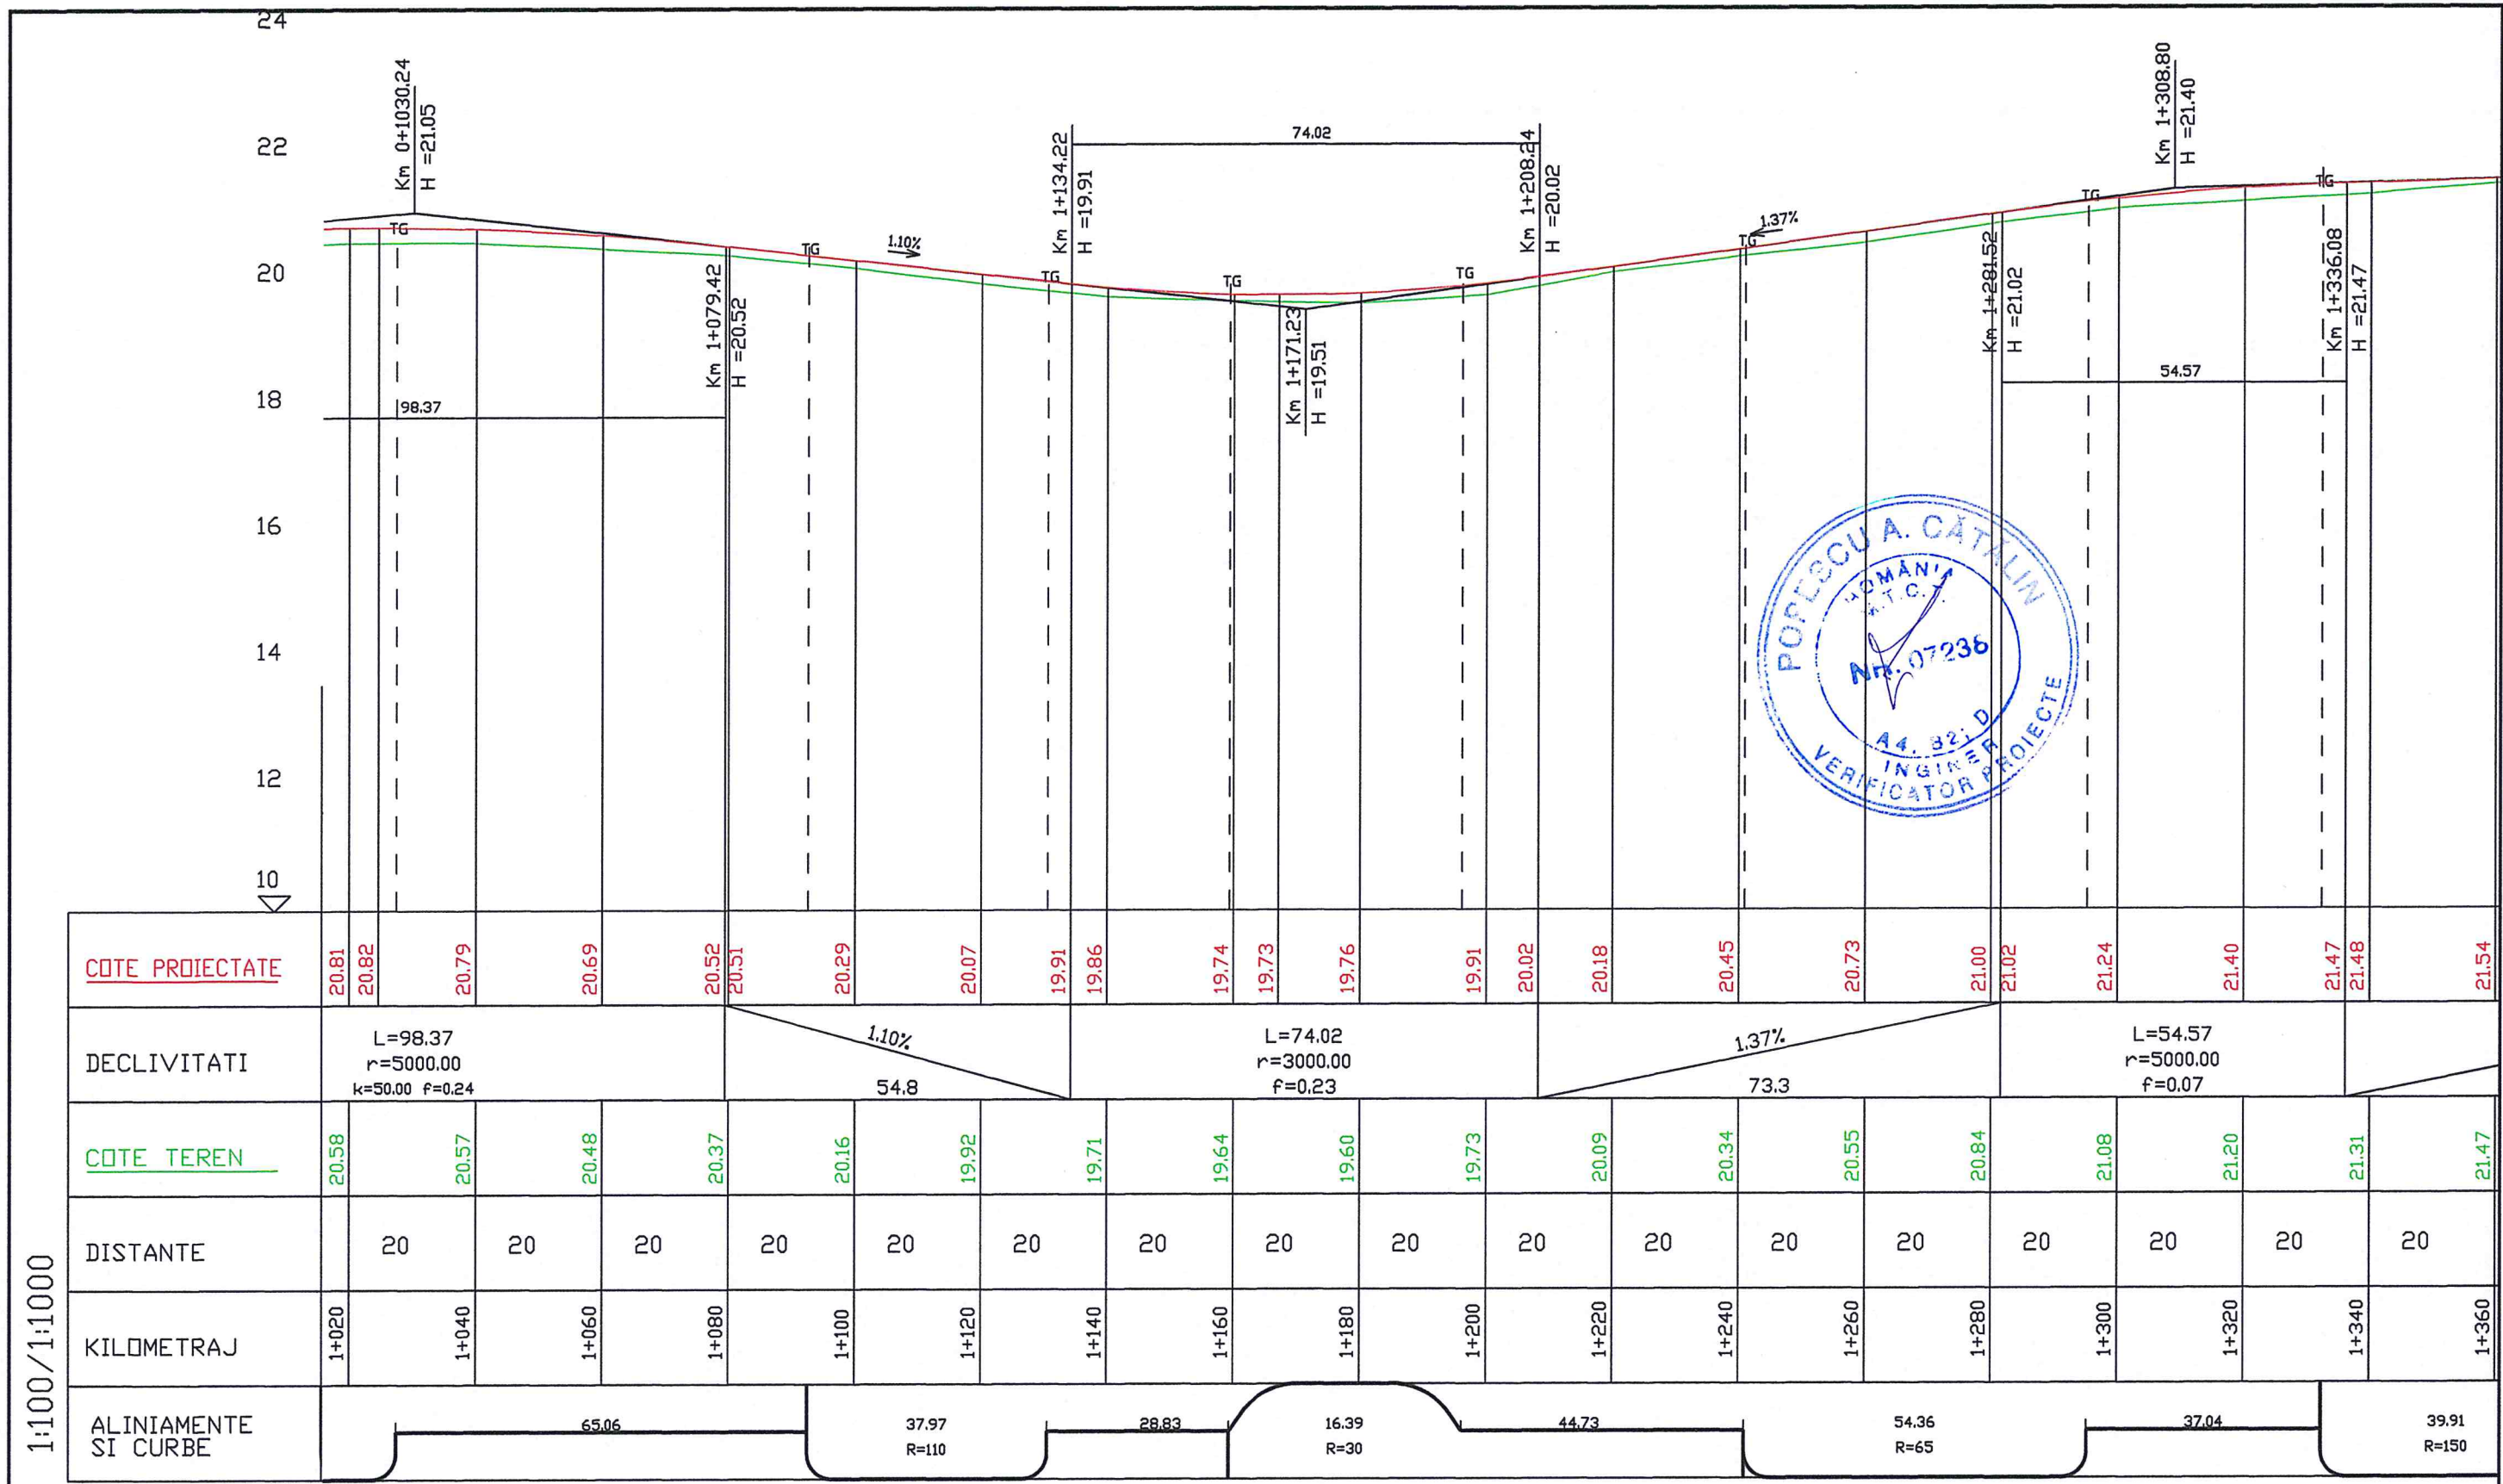 24
22
20
18
16
14
12
10
Km 0+1030.24
H =21.05
TG
98.37
Km 1+079.42
H =20.52
TG
1.10%
TG
Km 1+134.22
H =19.91
74.02
TG
Km 1+171.23
H =19.51
TG
Km 1+208.24
H =20.02
TG
1.37%
Km 1+281.52
H =21.02
TG
Km 1+308.80
H =21.40
54.57
TG
Km 1+336.08
H =21.47
POPESCU A. CĂTĂLIN
ROMÂNIA
Nr. 07236
A4, B2, D
INGINER
VERIFICATOR PROIECTE
COTE PROIECTATE
20.81 20.82 20.79 20.69 20.52 20.51 20.29 20.07 19.91 19.86 19.74 19.73 19.76 19.91 20.02 20.18 20.45 20.73 21.00 21.02 21.24 21.40 21.47 21.48 21.54
DECLIVITATI
L=98.37
r=5000.00
k=50.00 f=0.24
1.10%
54.8
L=74.02
r=3000.00
f=0.23
1.37%
73.3
L=54.57
r=5000.00
f=0.07
COTE TEREN
20.58 20.57 20.48 20.37 20.16 19.92 19.71 19.64 19.60 19.73 20.09 20.34 20.55 20.84 21.08 21.20 21.31 21.47
DISTANTE
20 20 20 20 20 20 20 20 20 20 20 20 20 20 20 20 20
KILOMETRAJ
1+020 1+040 1+060 1+080 1+100 1+120 1+140 1+160 1+180 1+200 1+220 1+240 1+260 1+280 1+300 1+320 1+340 1+360
ALINIAMENTE
SI CURBE
65.06
37.97
R=110
28.83
16.39
R=30
44.73
54.36
R=65
37.04
39.91
R=150
1:100/1:1000